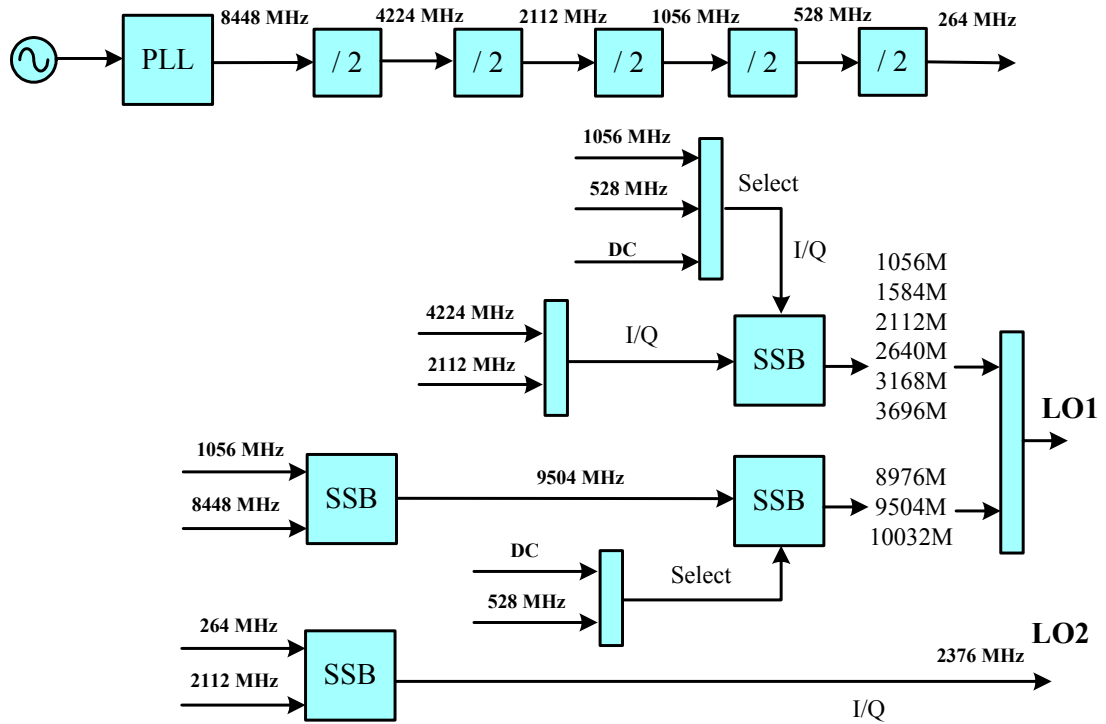 8448 MHz
4224 MHz
2112 MHz
1056 MHz
528 MHz
264 MHz
PLL
/ 2
/ 2
/ 2
/ 2
/ 2
1056 MHz
528 MHz
DC
Select
I/Q
4224 MHz
2112 MHz
I/Q
SSB
1056M
1584M
2112M
2640M
3168M
3696M
LO1
1056 MHz
8448 MHz
SSB
9504 MHz
SSB
8976M
9504M
10032M
DC
528 MHz
Select
264 MHz
2112 MHz
SSB
LO2
2376 MHz
I/Q